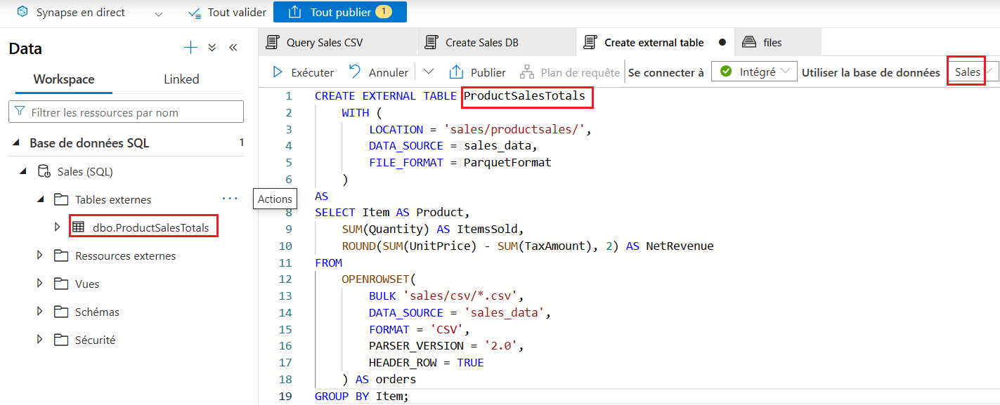 Synapse en direct Tout valider Tout publier 1
Data
Workspace Linked
Filtrer les ressources par nom
Base de données SQL 1
Sales (SQL)
Tables externes ...
Actions
dbo.ProductSalesTotals
Ressources externes
Vues
Schémas
Sécurité
Query Sales CSV Create Sales DB Create external table files
Exécuter Annuler Publier Plan de requête Se connecter à Intégré Utiliser la base de données Sales
1 CREATE EXTERNAL TABLE ProductSalesTotals
2 WITH (
3 LOCATION = 'sales/productsales/',
4 DATA_SOURCE = sales_data,
5 FILE_FORMAT = ParquetFormat
6 )
AS
8 SELECT Item AS Product,
9 SUM(Quantity) AS ItemsSold,
10 ROUND(SUM(UnitPrice) - SUM(TaxAmount), 2) AS NetRevenue
11 FROM
12 OPENROWSET(
13 BULK 'sales/csv/*.csv',
14 DATA_SOURCE = 'sales_data',
15 FORMAT = 'CSV',
16 PARSER_VERSION = '2.0',
17 HEADER_ROW = TRUE
18 ) AS orders
19 GROUP BY Item;